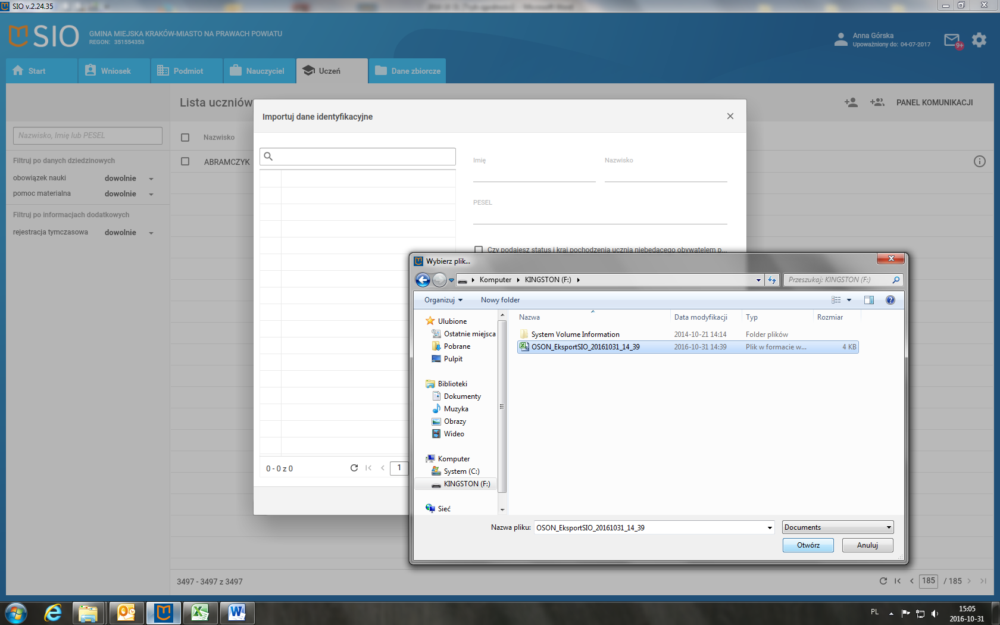 SIO v.2.24.35
SIO
GMINA MIEJSKA KRAKÓW-MIASTO NA PRAWACH POWIATU
REGON: 351554353
Anna Górska
Upoważniony do: 04-07-2017
9+
Start
Wniosek
Podmiot
Nauczyciel
Uczeń
Dane zbiorcze
Lista uczniów
PANEL KOMUNIKACJI
Nazwisko, Imię lub PESEL
Nazwisko
Filtruj po danych dziedzinowych
ABRAMCZYK
obowiązek nauki dowolnie
pomoc materialna dowolnie
Filtruj po informacjach dodatkowych
rejestracja tymczasowa dowolnie
Importuj dane identyfikacyjne
Imię
Nazwisko
PESEL
Czy podajesz status i kraj pochodzenia ucznia niebędącego obywatelem p...
0 - 0 z 0
1
Wybierz plik...
Komputer
KINGSTON (F:)
Przeszukaj: KINGSTON (F:)
Organizuj
Nowy folder
Ulubione
Ostatnie miejsca
Pobrane
Pulpit
Biblioteki
Dokumenty
Muzyka
Obrazy
Wideo
Komputer
System (C:)
KINGSTON (F:)
Sieć
Nazwa Data modyfikacji Typ Rozmiar
System Volume Information 2014-10-21 14:14 Folder plików
OSON_EksportSIO_20161031_14_39 2016-10-31 14:39 Plik w formacie w... 4 KB
Nazwa pliku: OSON_EksportSIO_20161031_14_39
Documents
Otwórz
Anuluj
3497 - 3497 z 3497
185 / 185
PL
15:05
2016-10-31